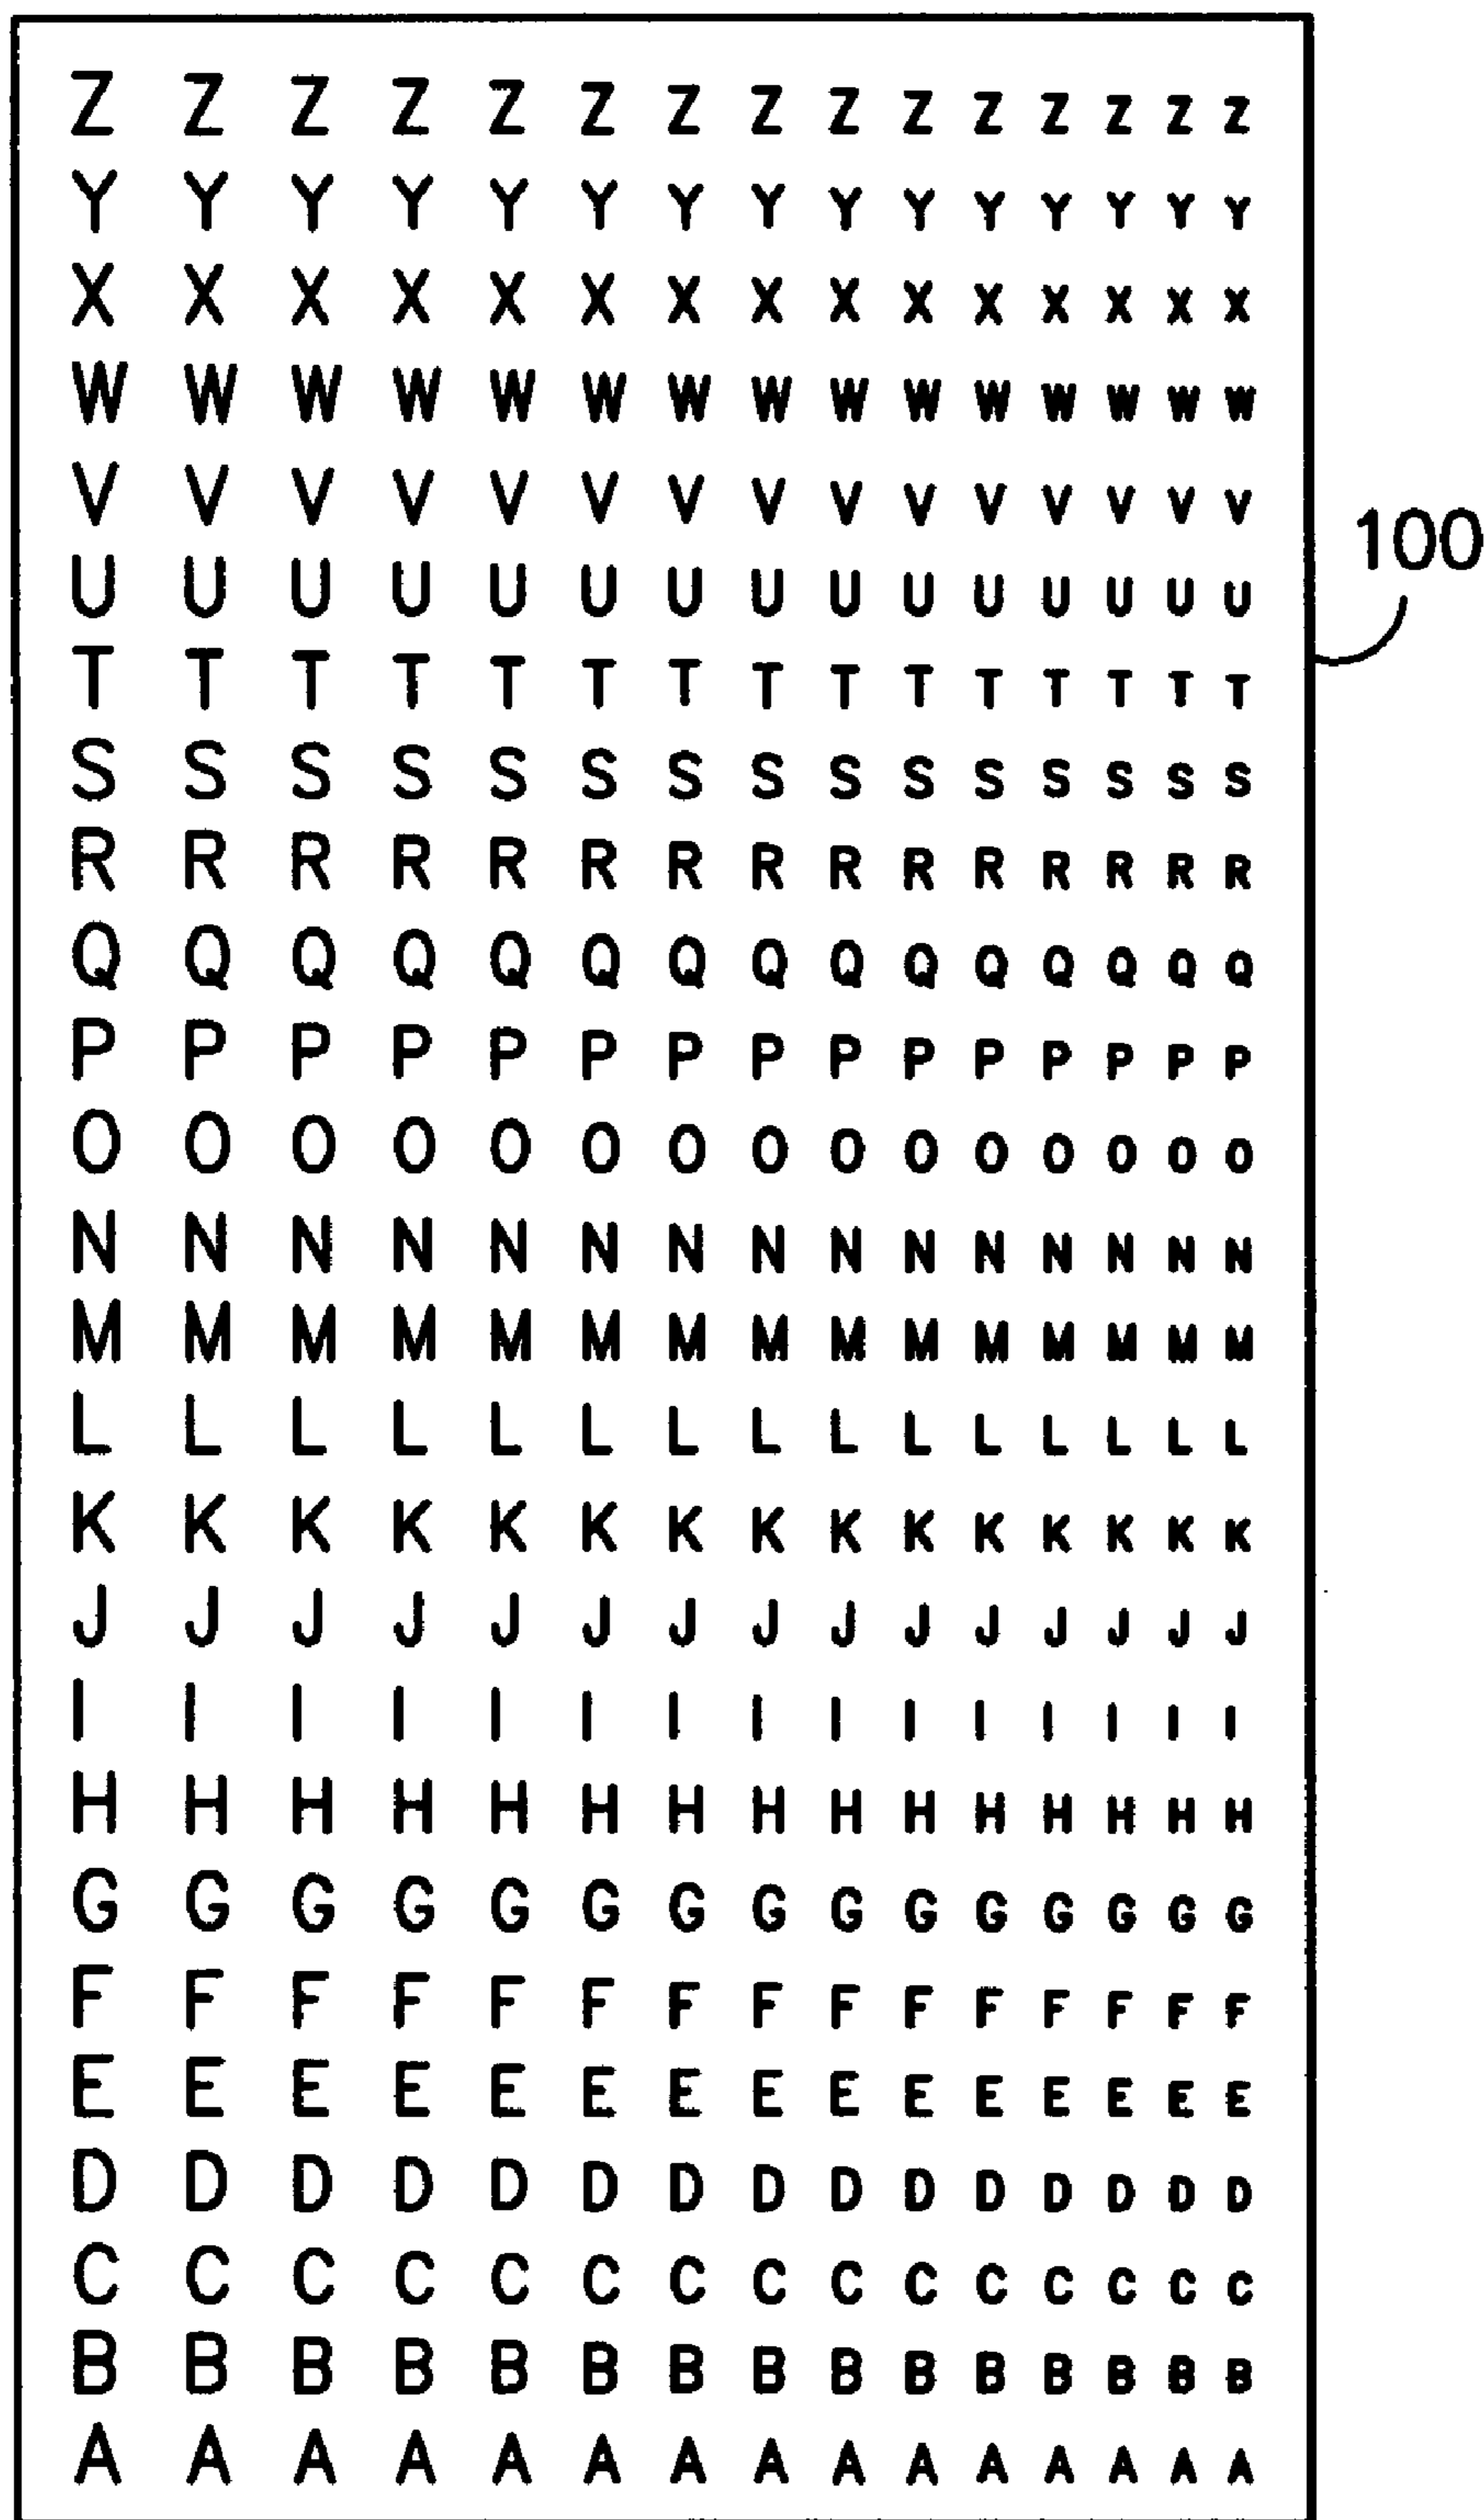 Z Z Z Z Z Z Z Z Z Z Z Z Z Z Z
Y Y Y Y Y Y Y Y Y Y Y Y Y Y Y
X X X X X X X X X X X X X X X
W W W W W W W W W W W W W W W
V V V V V V V V V V V V V V V
100
U U U U U U U U U U U U U U U
T T T T T T T T T T T T T T T
S S S S S S S S S S S S S S S
R R R R R R R R R R R R R R R
Q Q Q Q Q Q Q Q Q Q Q Q Q Q Q
P P P P P P P P P P P P P P P
O O O O O O O O O O O O O O O
N N N N N N N N N N N N N N N
M M M M M M M M M M M M M M M
L L L L L L L L L L L L L L L
K K K K K K K K K K K K K K K
J J J J J J J J J J J J J J J
I I I I I I I I I I I I I I I
H H H H H H H H H H H H H H H
G G G G G G G G G G G G G G G
F F F F F F F F F F F F F F F
E E E E E E E E E E E E E E E
D D D D D D D D D D D D D D D
C C C C C C C C C C C C C C C
B B B B B B B B B B B B B B B
A A A A A A A A A A A A A A A